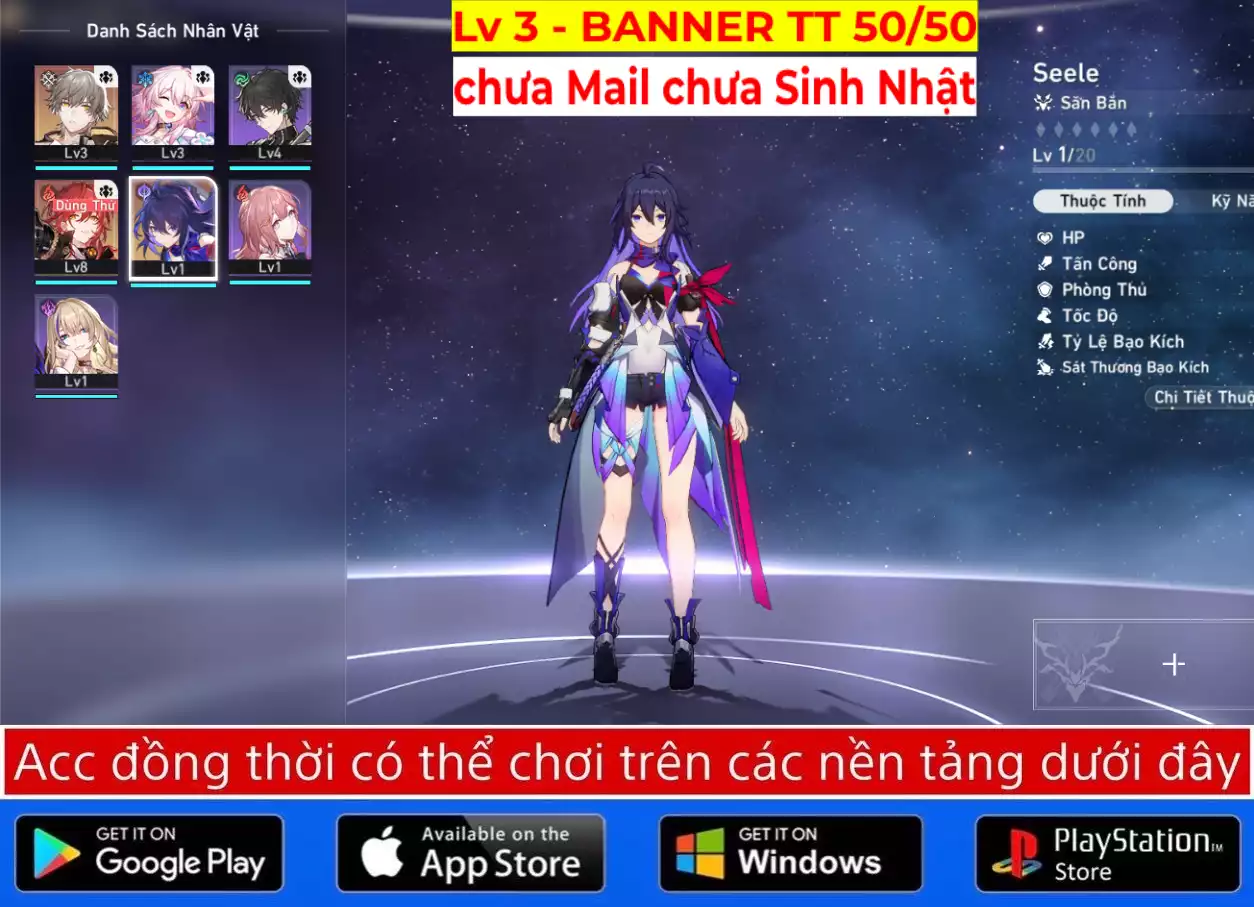 Danh Sách Nhân Vật
Lv3
Lv3
Lv4
Dùng Thử
Lv8
Lv1
Lv1
Lv1
Lv 3 - BANNER TT 50/50
chưa Mail chưa Sinh Nhật
Seele
Săn Bắn
Lv 1/20
Thuộc Tính
Kỹ Nă
HP
Tấn Công
Phòng Thủ
Tốc Độ
Tỷ Lệ Bạo Kích
Sát Thương Bạo Kích
Chi Tiết Thuộ
Acc đồng thời có thể chơi trên các nền tảng dưới đây
GET IT ON
Google Play
Available on the
App Store
GET IT ON
Windows
PlayStation™
Store